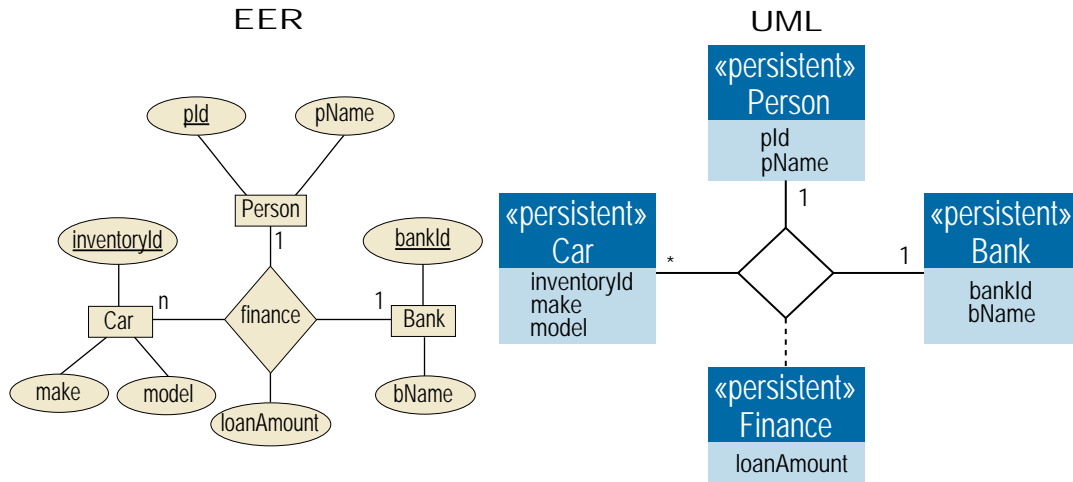 EER
pId
pName
Person
1
inventoryId
bankId
n
1
Car
finance
Bank
make
model
bName
loanAmount
UML
«persistent»
Person
pId
pName
1
«persistent»
Car
inventoryId
make
model
*
1
«persistent»
Bank
bankId
bName
«persistent»
Finance
loanAmount